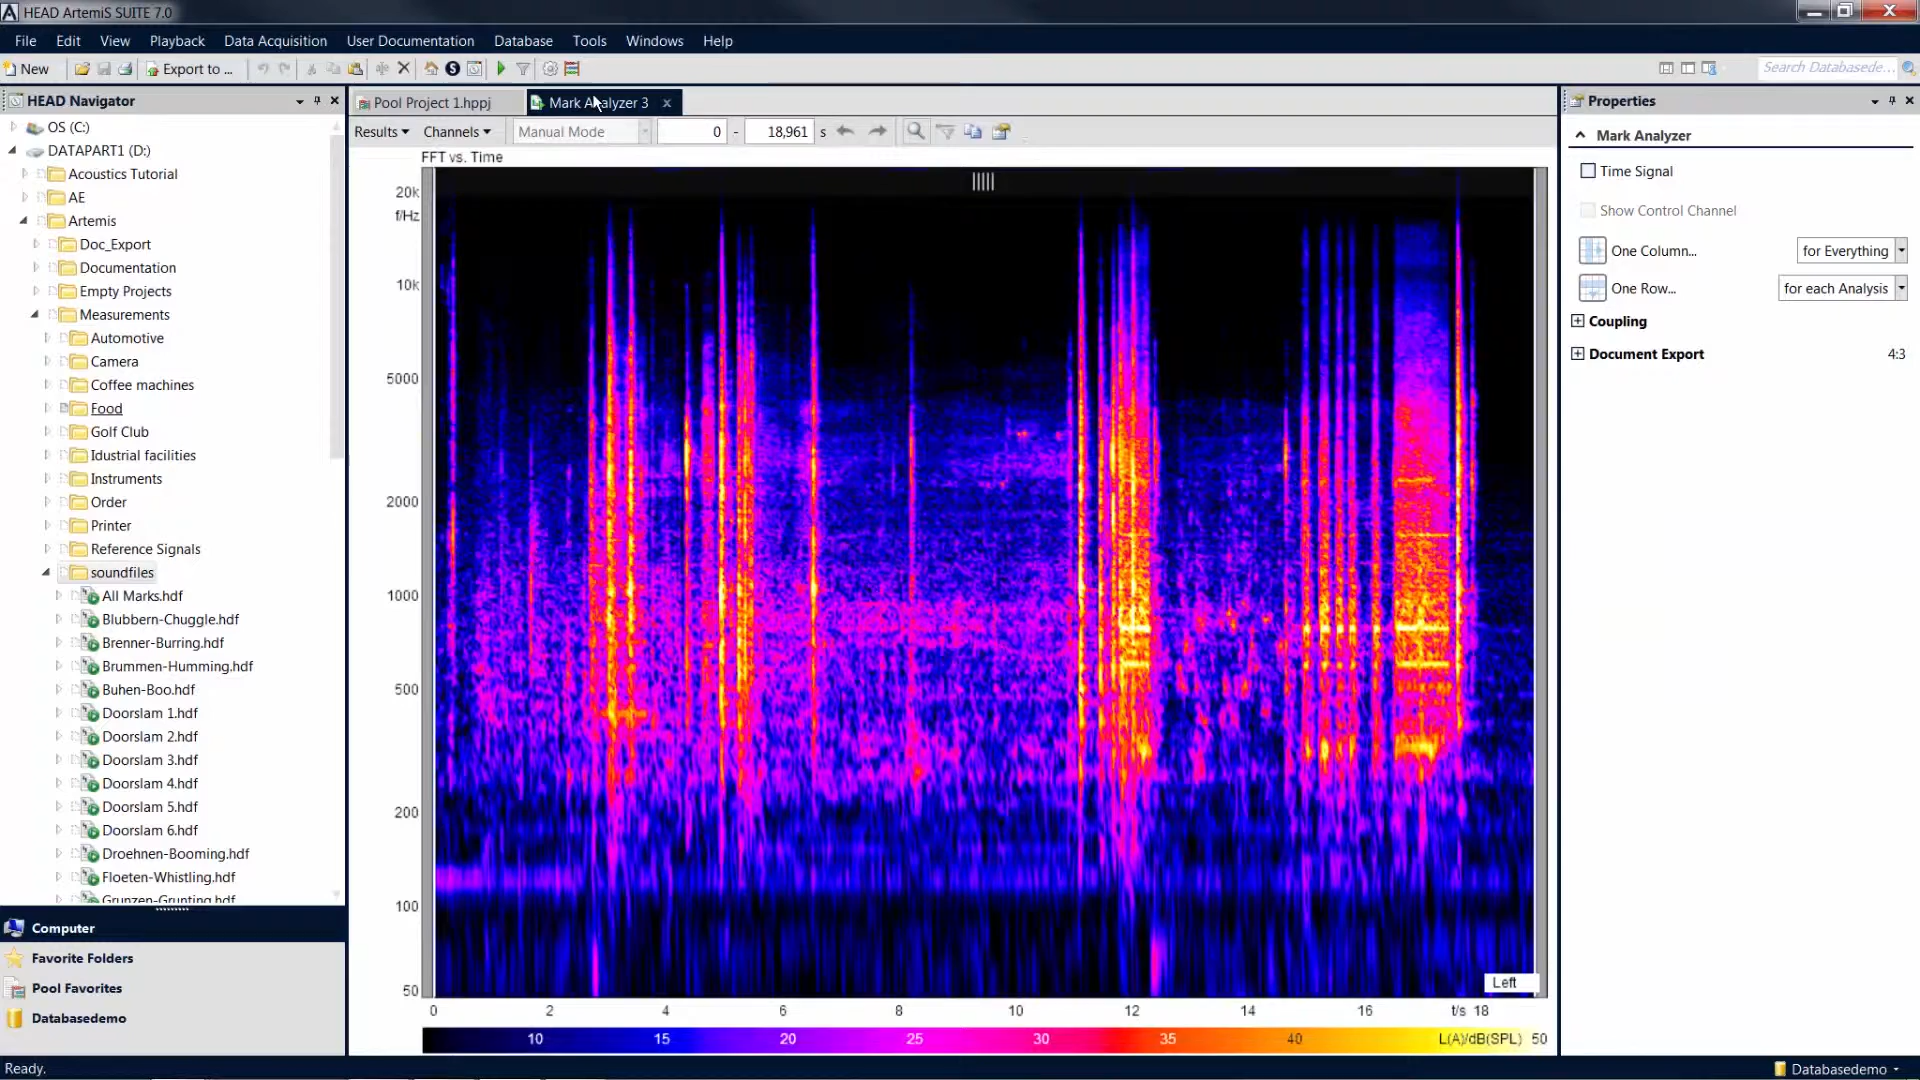 HEAD ArtemiS SUITE 7.0
File Edit View Playback Data Acquisition User Documentation Database Tools Windows Help
New Export to ... Search Databasede...
HEAD Navigator
OS (C:)
DATAPART1 (D:)
Acoustics Tutorial
AE
Artemis
Doc_Export
Documentation
Empty Projects
Measurements
Automotive
Camera
Coffee machines
Food
Golf Club
Idustrial facilities
Instruments
Order
Printer
Reference Signals
soundfiles
All Marks.hdf
Blubbern-Chuggle.hdf
Brenner-Burring.hdf
Brummen-Humming.hdf
Buhen-Boo.hdf
Doorslam 1.hdf
Doorslam 2.hdf
Doorslam 3.hdf
Doorslam 4.hdf
Doorslam 5.hdf
Doorslam 6.hdf
Droehnen-Booming.hdf
Floeten-Whistling.hdf
Grunzen-Grunting.hdf
Computer
Favorite Folders
Pool Favorites
Databasedemo
Pool Project 1.hppj Mark Analyzer 3
Results Channels Manual Mode 0 - 18,961 s
FFT vs. Time
20k
f/Hz
10k
5000
2000
1000
500
200
100
50
Left
0 2 4 6 8 10 12 14 16 t/s 18
10 15 20 25 30 35 40 L(A)/dB(SPL) 50
Properties
Mark Analyzer
Time Signal
Show Control Channel
One Column... for Everything
One Row... for each Analysis
Coupling
Document Export 4:3
Ready. Databasedemo